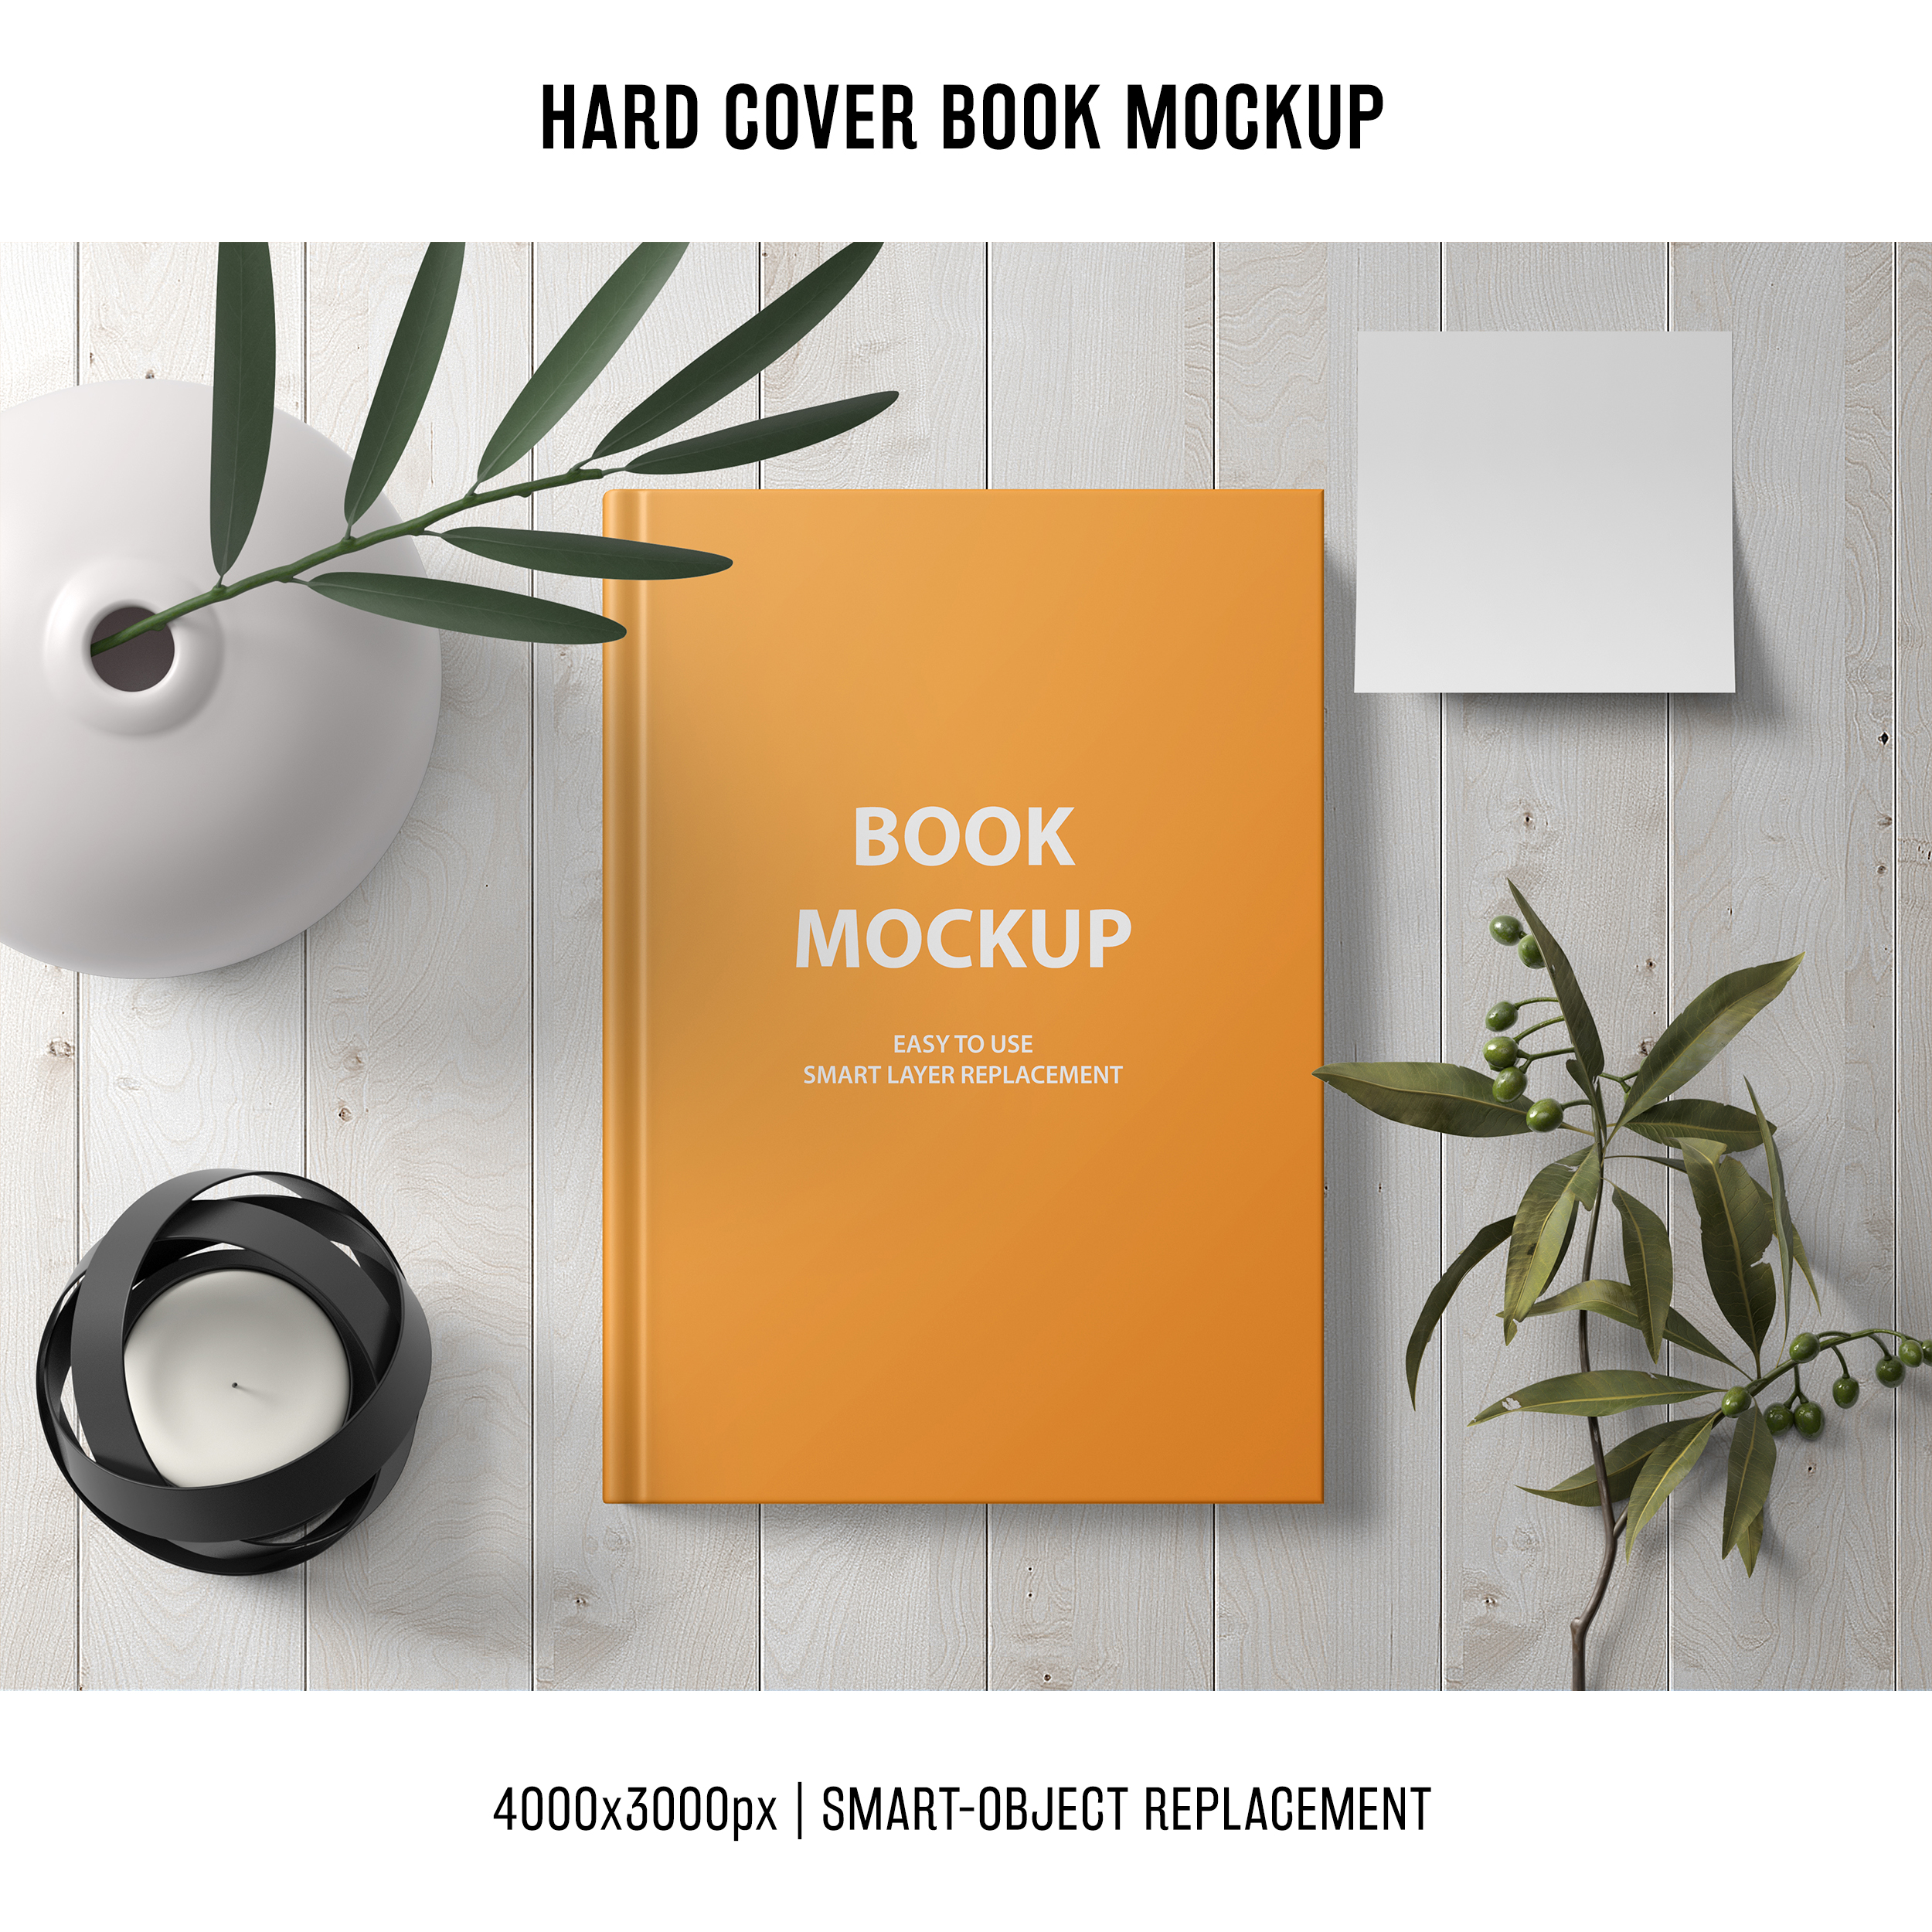 HARD COVER BOOK MOCKUP
BOOK
MOCKUP
EASY TO USE
SMART LAYER REPLACEMENT
4000x3000px | SMART-OBJECT REPLACEMENT